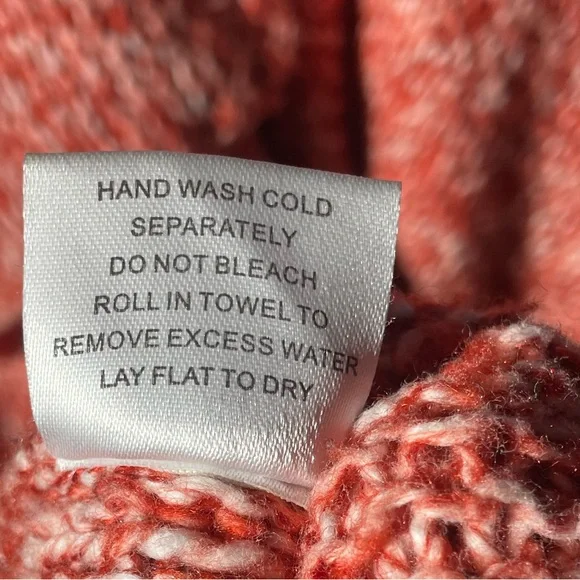 HAND WASH COLD
SEPARATELY
DO NOT BLEACH
ROLL IN TOWEL TO
REMOVE EXCESS WATER
LAY FLAT TO DRY